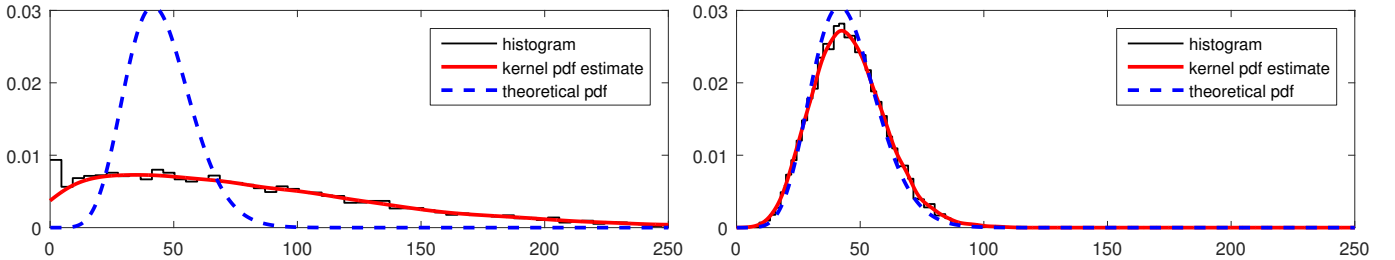 0.03
0.02
0.01
0
0 50 100 150 200 250
histogram
kernel pdf estimate
theoretical pdf
0.03
0.02
0.01
0
0 50 100 150 200 250
histogram
kernel pdf estimate
theoretical pdf